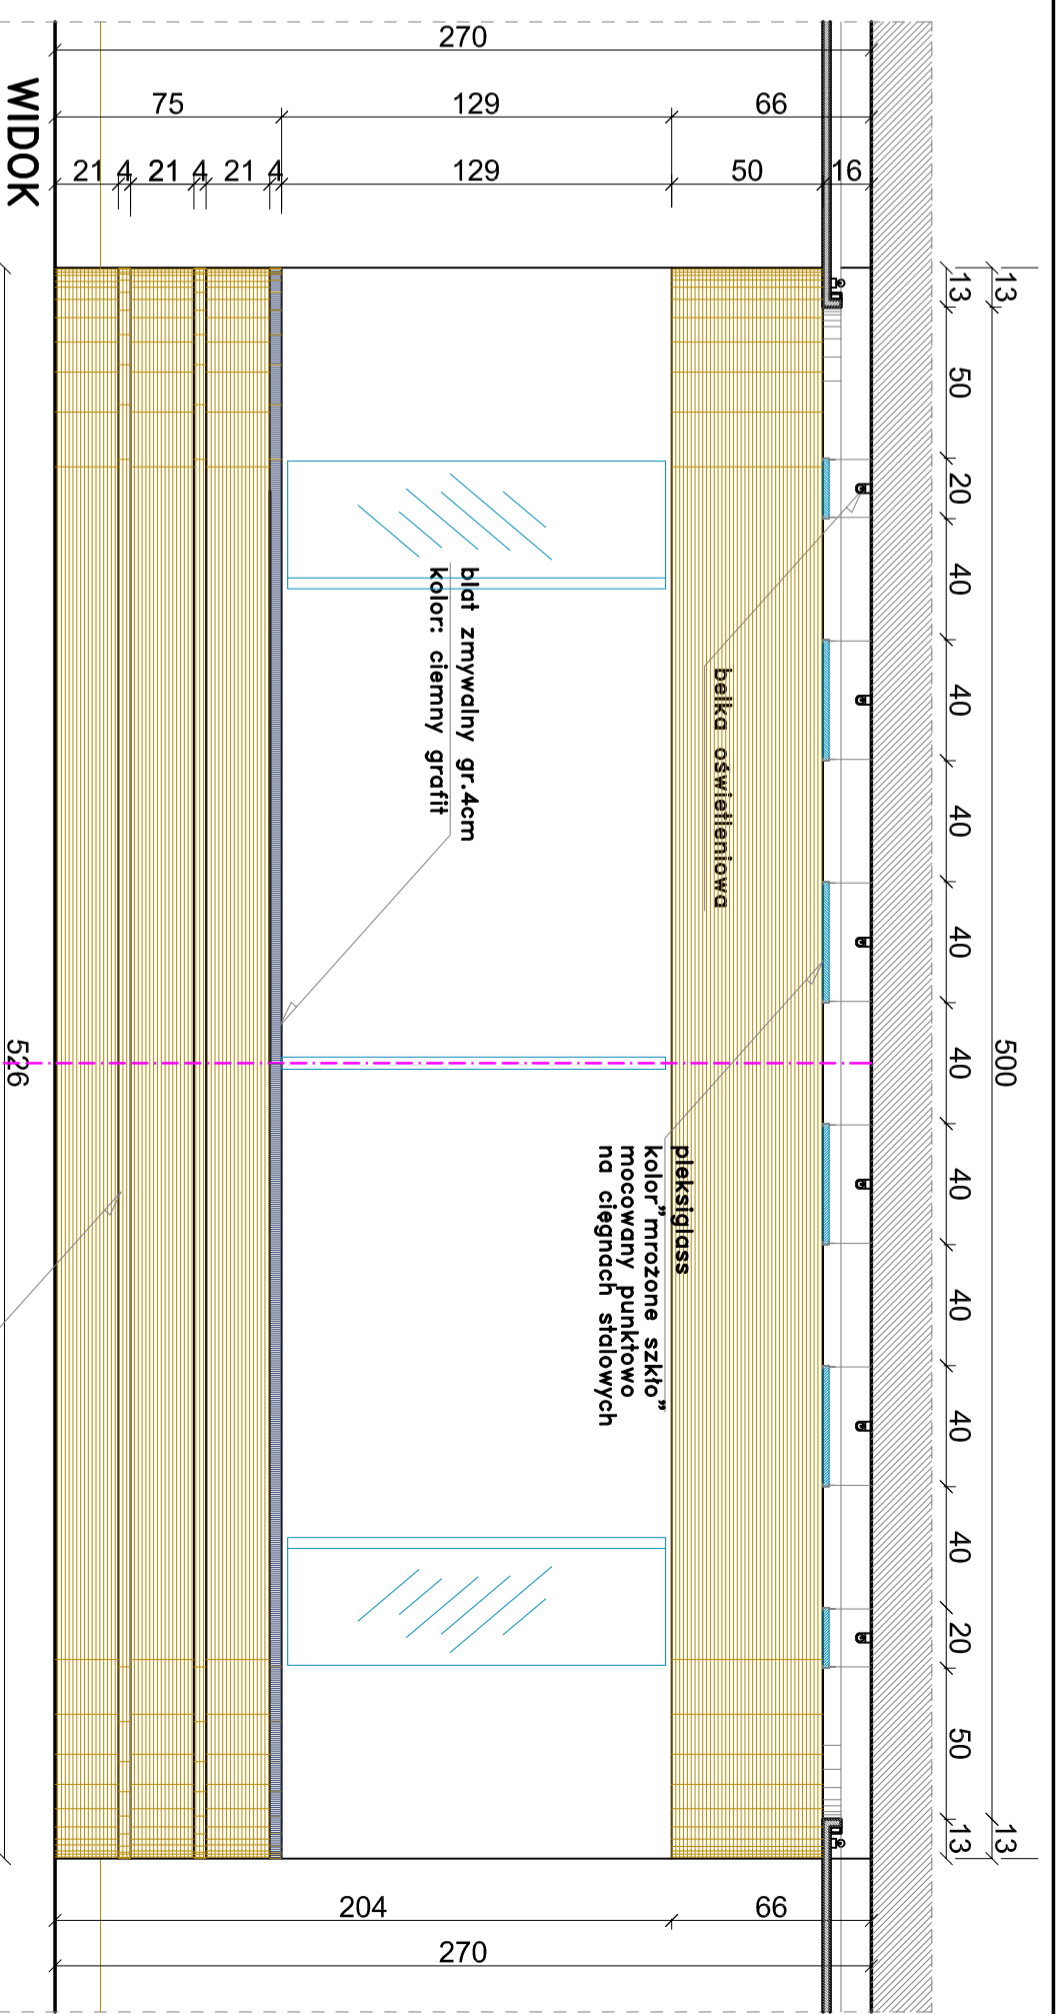 270
75 129 66
21 4 21 4 21 4 129 50 16
WIDOK
13 500 13
13 50 20 40 40 40 40 40 40 40 40 40 20 50 13
belka oświetleniowa
blat zmywalny gr.4cm
kolor: ciemny grafit
pleksiglass
kolor"mrożone szkło"
mocowany punktowo
na cięgnach stalowych
526
204 66
270